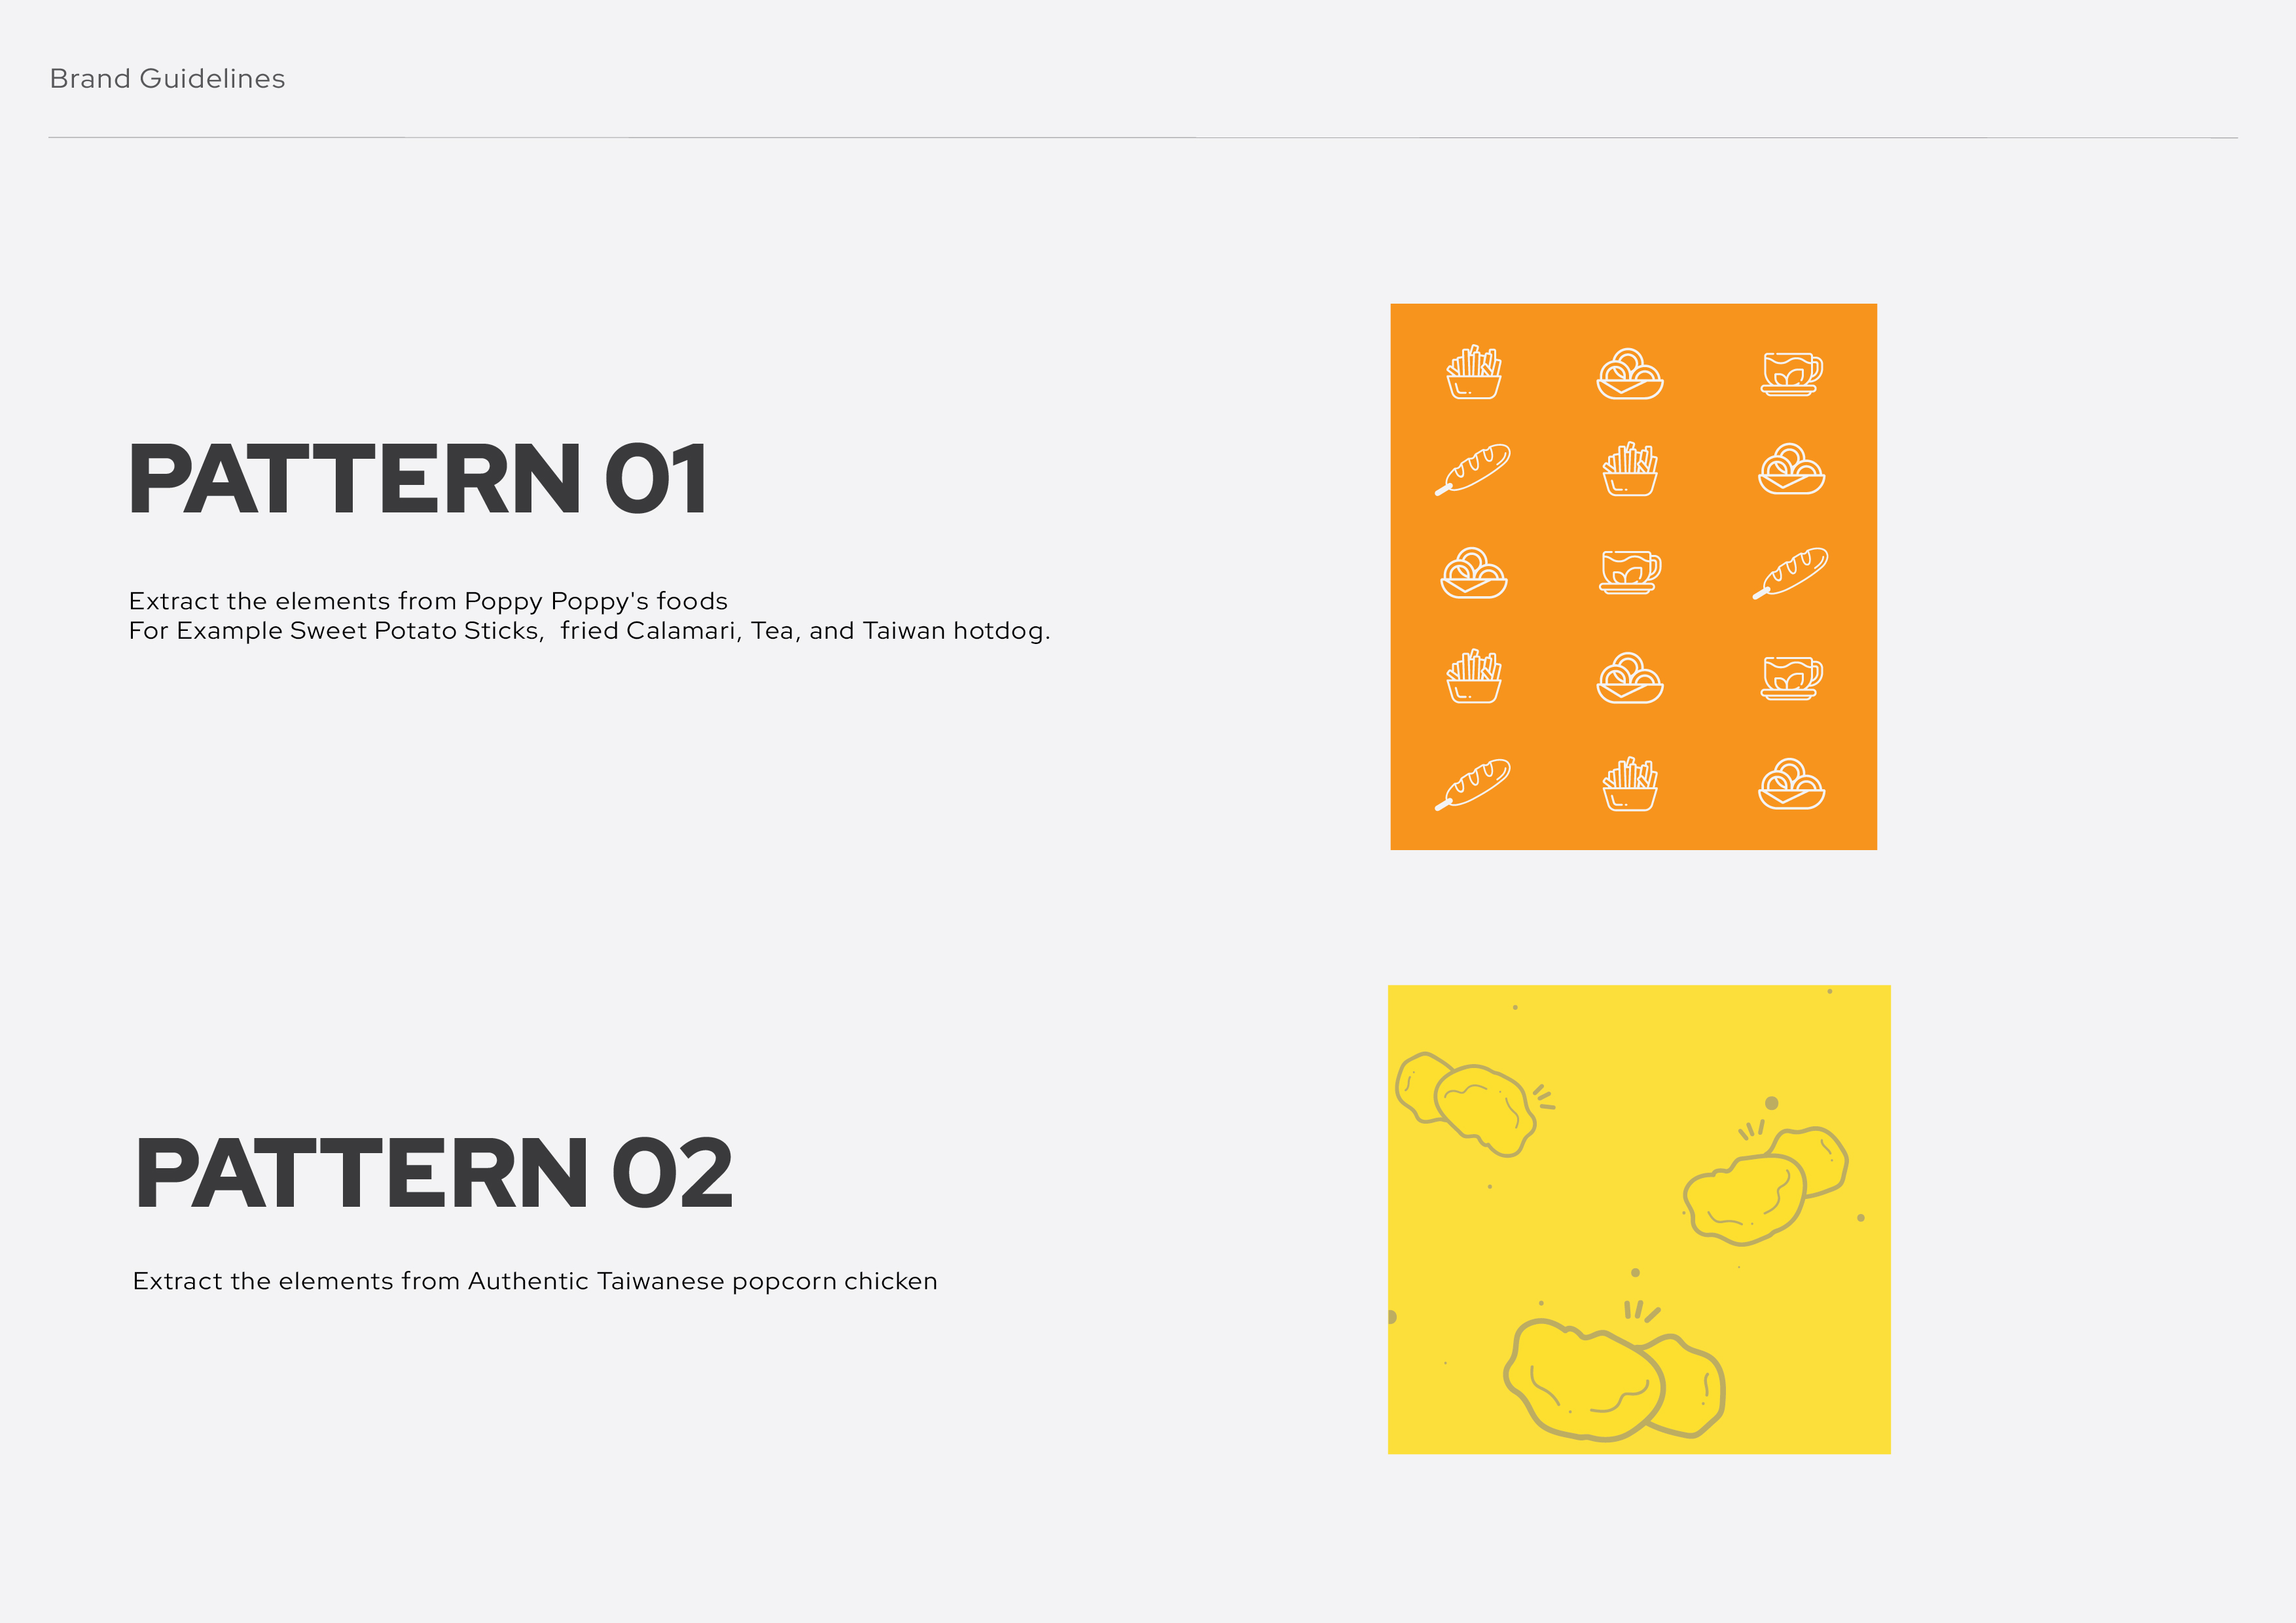 Brand Guidelines
PATTERN 01
Extract the elements from Poppy Poppy's foods
For Example Sweet Potato Sticks,  fried Calamari, Tea, and Taiwan hotdog.
PATTERN 02
Extract the elements from Authentic Taiwanese popcorn chicken